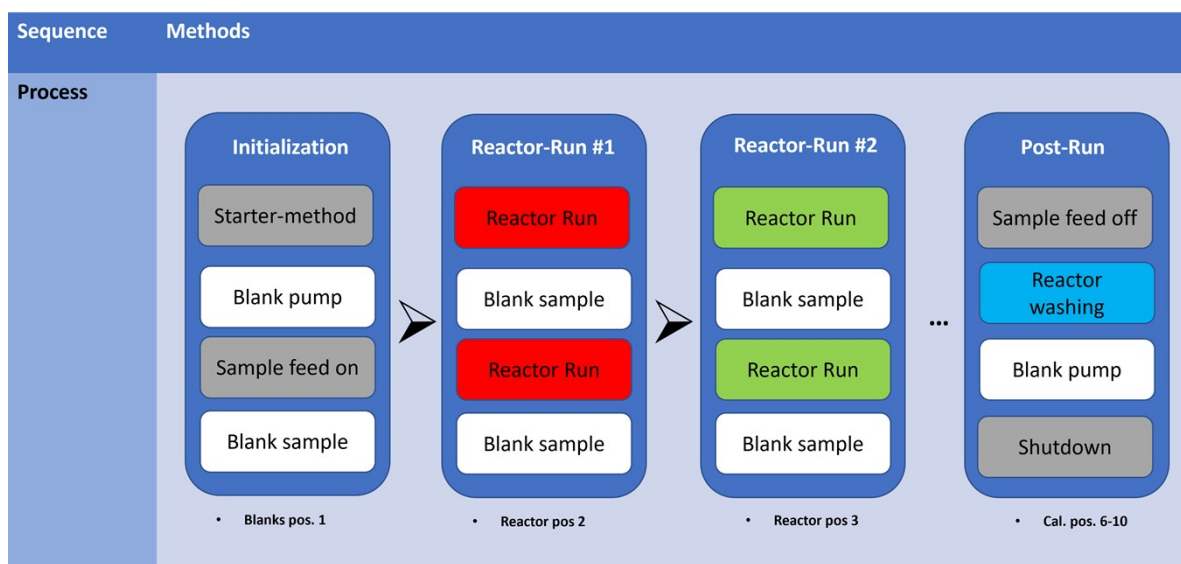 Sequence Methods
Process
Initialization
Starter-method
Blank pump
Sample feed on
Blank sample
• Blanks pos. 1
Reactor-Run #1
Reactor Run
Blank sample
Reactor Run
Blank sample
• Reactor pos 2
Reactor-Run #2
Reactor Run
Blank sample
Reactor Run
Blank sample
• Reactor pos 3
...
Post-Run
Sample feed off
Reactor
washing
Blank pump
Shutdown
• Cal. pos. 6-10